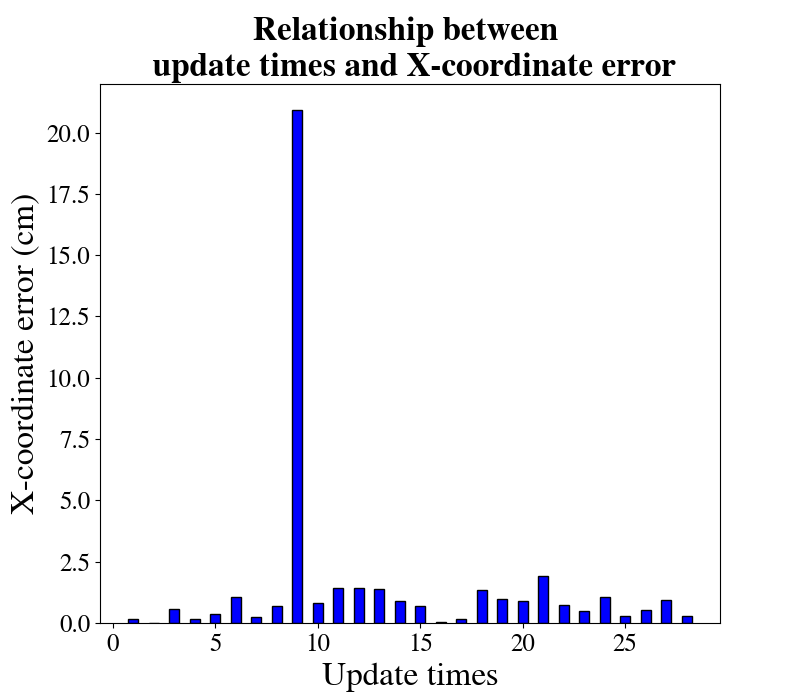 Relationship between
update times and X-coordinate error
20.0
17.5
15.0
12.5
10.0
7.5
5.0
2.5
0.0
X-coordinate error (cm)
0 5 10 15 20 25
Update times